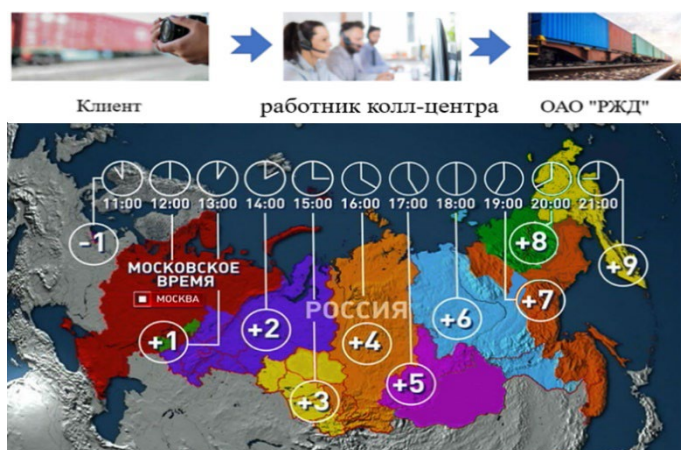 Клиент
работник колл-центра
ОАО "РЖД"
11:00 12:00 13:00 14:00 15:00 16:00 17:00 18:00 19:00 20:00 21:00
-1
МОСКОВСКОЕ
ВРЕМЯ
МОСКВА
РОССИЯ
+1
+2
+3
+4
+5
+6
+7
+8
+9